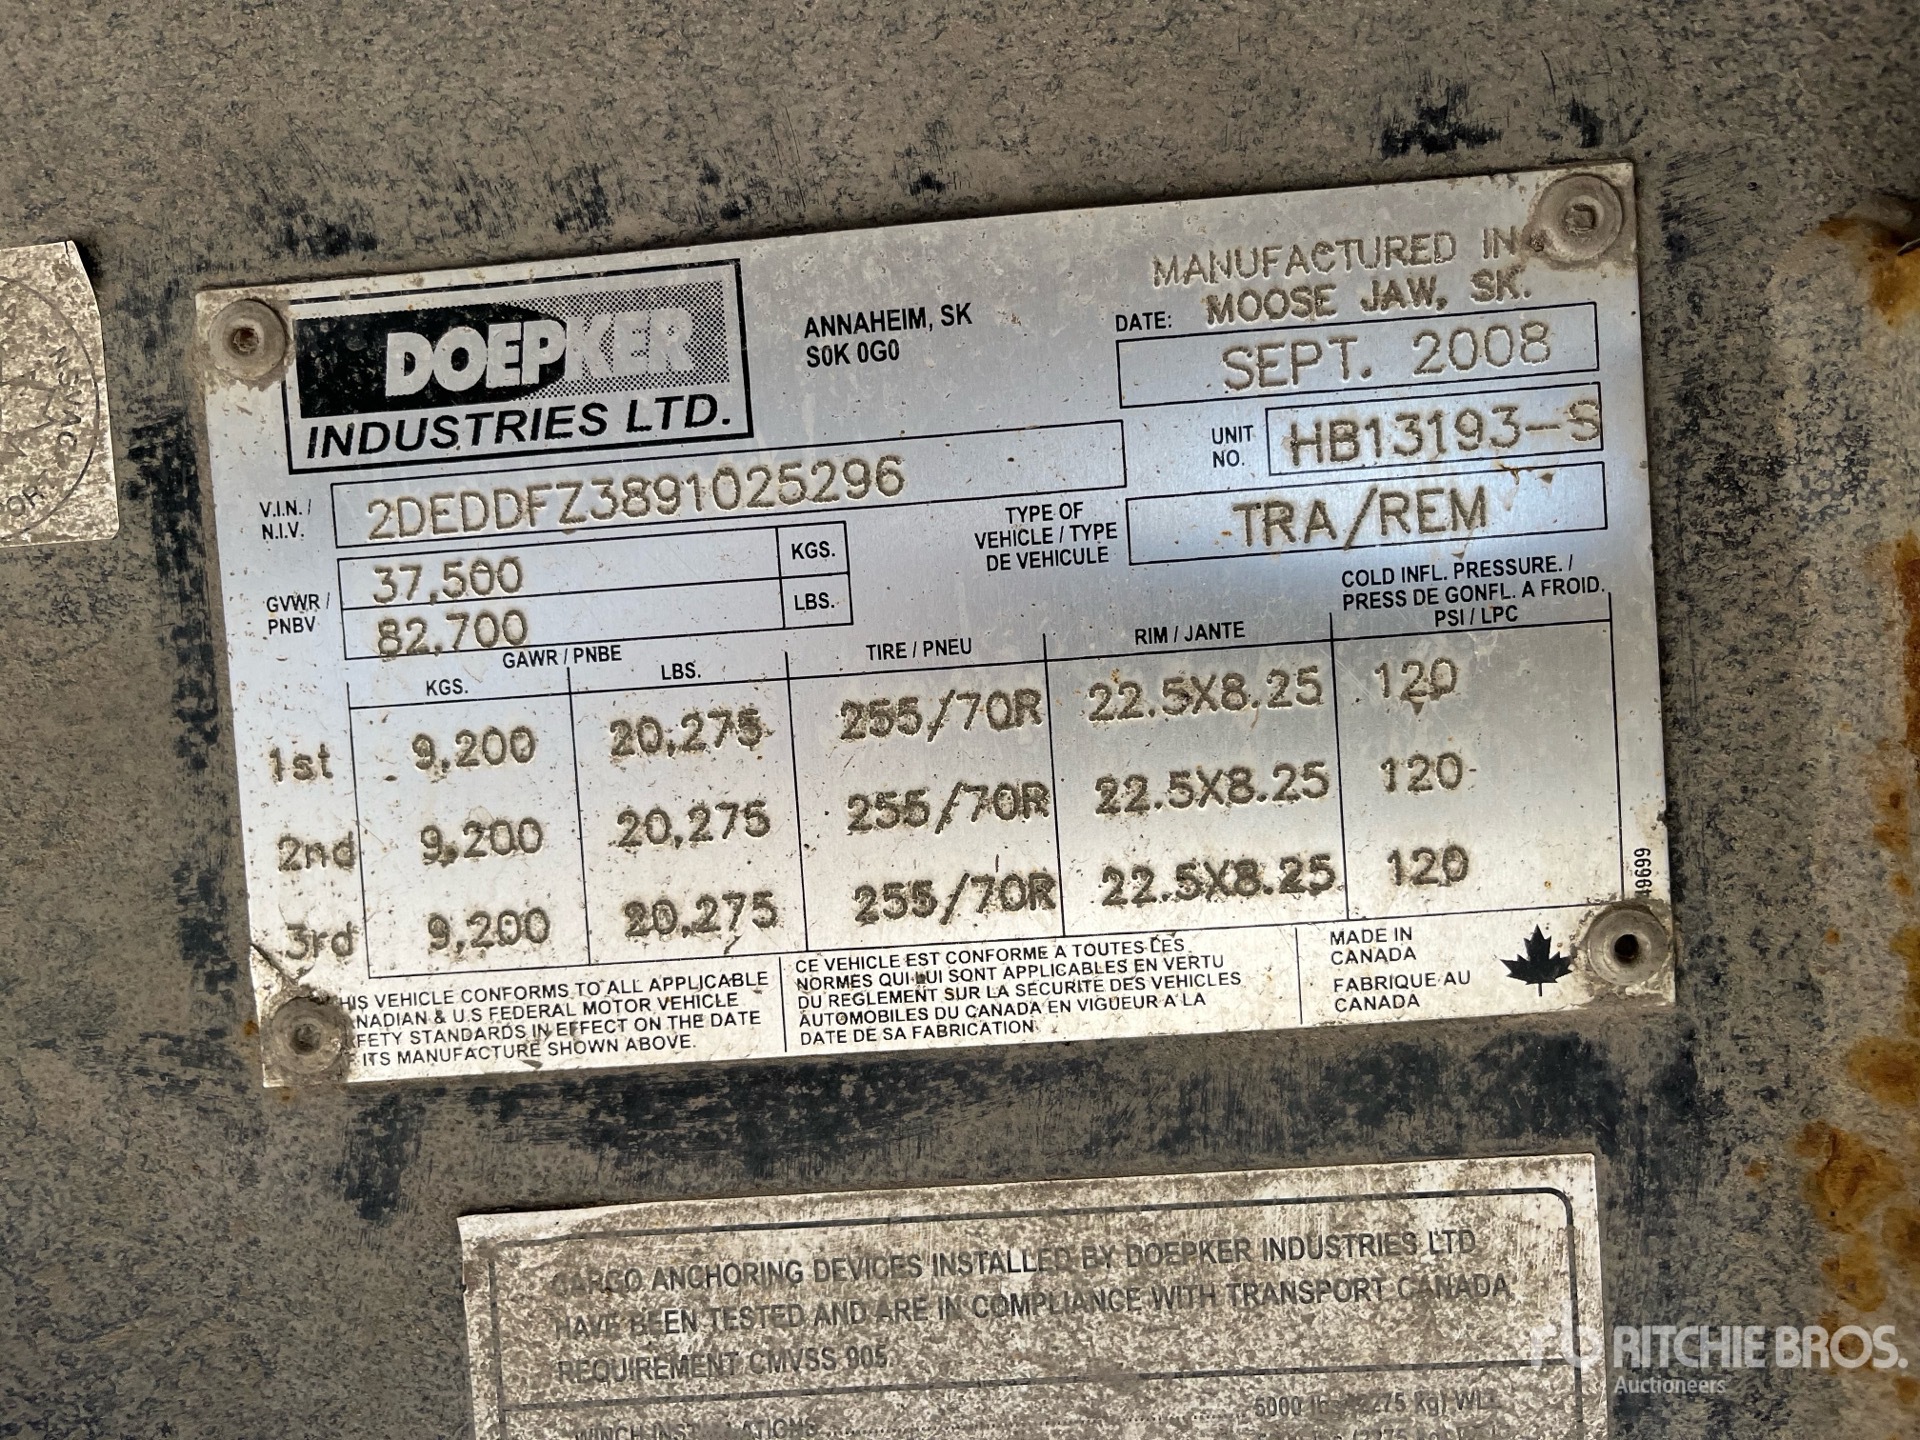 MANUFACTURED IN
MOOSE JAW, SK.
DOEPKER
INDUSTRIES LTD.
ANNAHEIM, SK
S0K 0G0
DATE:
SEPT. 2008
UNIT
NO.
HB13193-S
V.I.N. /
N.I.V.
2DEDDFZ3891025296
TYPE OF
VEHICLE / TYPE
DE VEHICULE
TRA/REM
GVWR /
PNBV
37,500 KGS.
82,700 LBS.
COLD INFL. PRESSURE. /
PRESS DE GONFL. A FROID.
PSI / LPC
GAWR / PNBE
KGS. LBS. TIRE / PNEU RIM / JANTE
1st 9,200 20,275 255/70R 22.5X8.25 120
2nd 9,200 20,275 255/70R 22.5X8.25 120
3rd 9,200 20,275 255/70R 22.5X8.25 120
49699
HIS VEHICLE CONFORMS TO ALL APPLICABLE
NADIAN & U.S FEDERAL MOTOR VEHICLE
FETY STANDARDS IN EFFECT ON THE DATE
ITS MANUFACTURE SHOWN ABOVE.
CE VEHICLE EST CONFORME A TOUTES LES
NORMES QUI LUI SONT APPLICABLES EN VERTU
DU REGLEMENT SUR LA SECURITE DES VEHICLES
AUTOMOBILES DU CANADA EN VIGUEUR A LA
DATE DE SA FABRICATION
MADE IN
CANADA
FABRIQUE AU
CANADA
CARGO ANCHORING DEVICES INSTALLED BY DOEPKER INDUSTRIES LTD
HAVE BEEN TESTED AND ARE IN COMPLIANCE WITH TRANSPORT CANADA
REQUIREMENT CMVSS 905.
WINCH INSTALLATIONS 5000 lbs (2275 kg) WLL
RITCHIE BROS.
Auctioneers